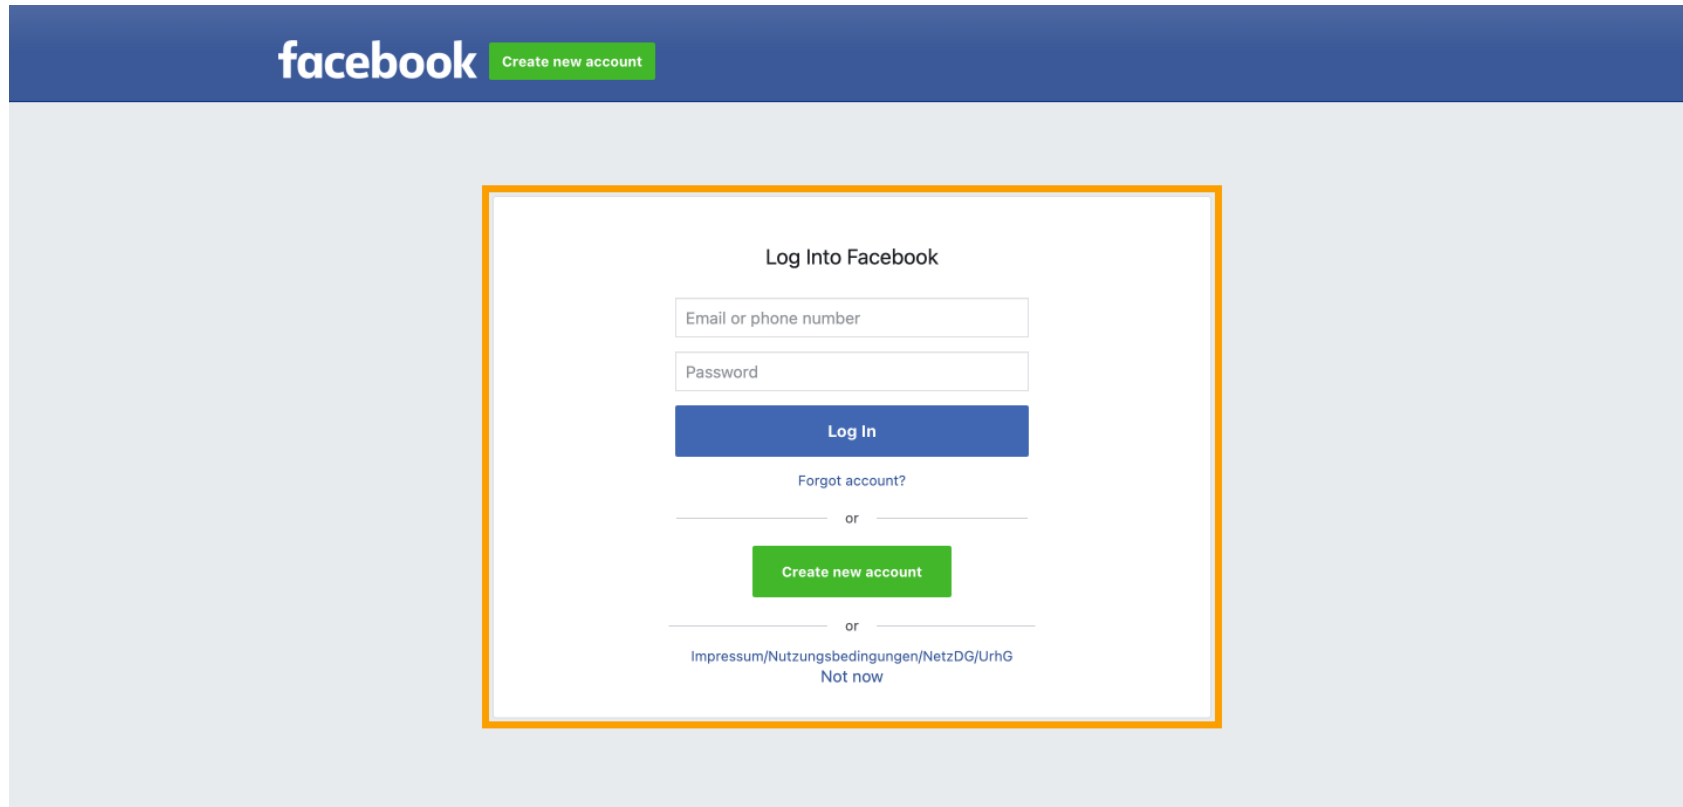 facebook Create new account
Log Into Facebook
Email or phone number
Password
Log In
Forgot account?
or
Create new account
or
Impressum/Nutzungsbedingungen/NetzDG/UrhG
Not now